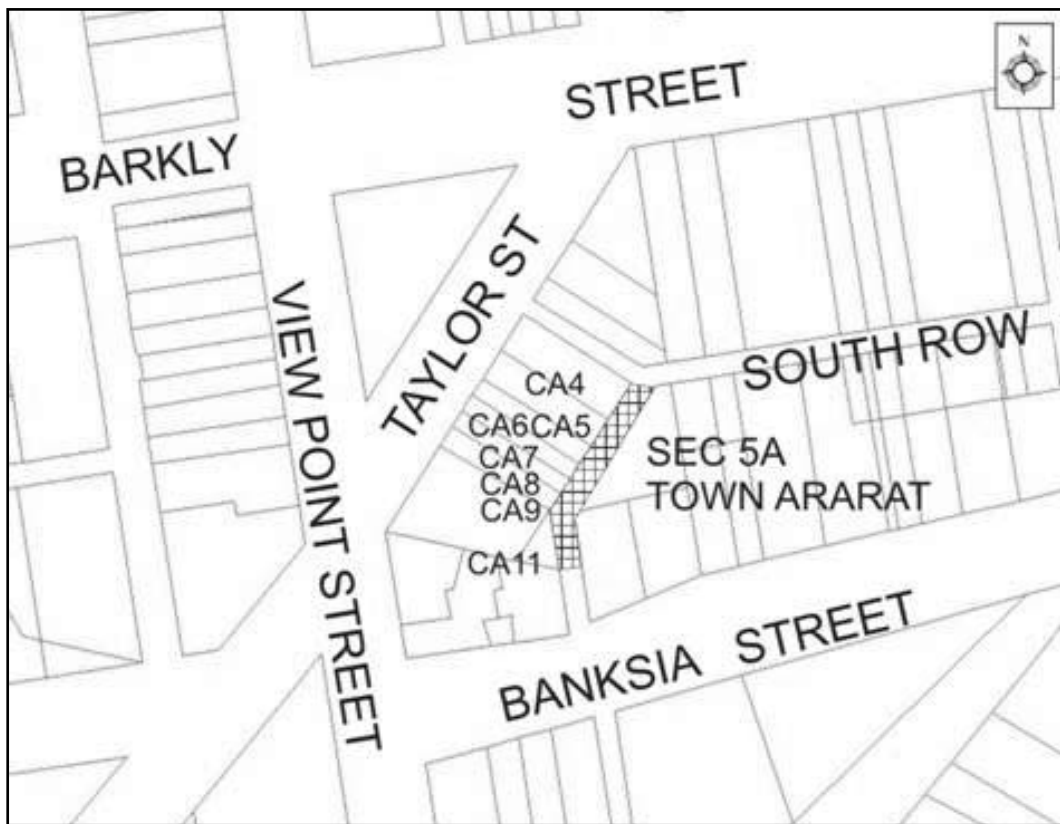 N
STREET
BARKLY
TAYLOR ST
VIEW POINT STREET
SOUTH ROW
CA4
CA6CA5
CA7
CA8
CA9
SEC 5A
TOWN ARARAT
CA11
BANKSIA STREET